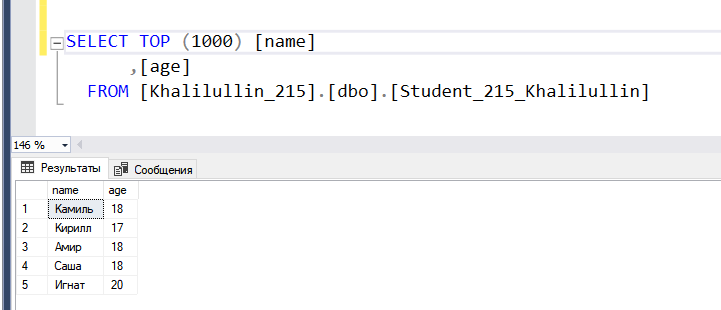 SELECT TOP (1000) [name]
,[age]
FROM [Khalilullin_215].[dbo].[Student_215_Khalilullin]
146 %
Результаты Сообщения
name age
1 Камиль 18
2 Кирилл 17
3 Амир 18
4 Саша 18
5 Игнат 20